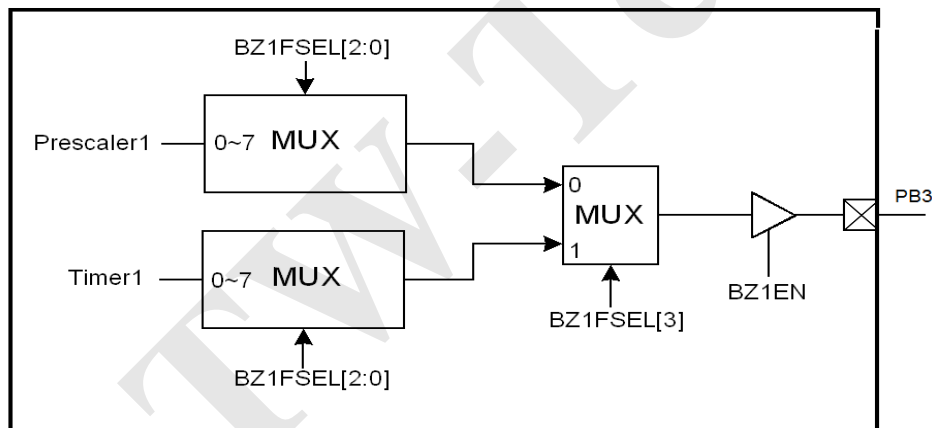 BZ1FSEL[2:0]
Prescaler1
0~7 MUX
0
MUX
1
PB3
Timer1
0~7 MUX
BZ1EN
BZ1FSEL[3]
BZ1FSEL[2:0]